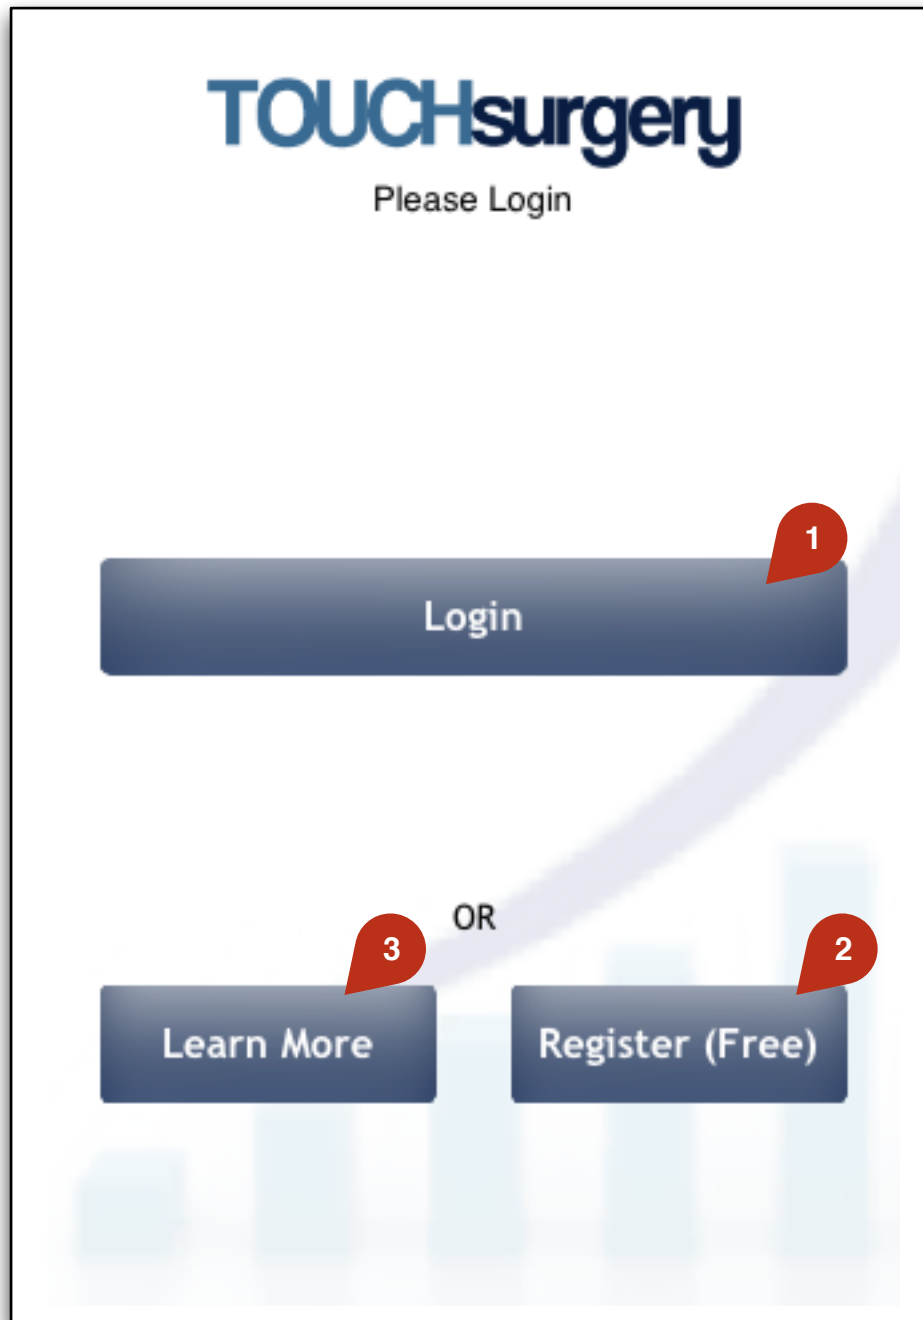 TOUCHsurgery
Please Login
1
Login
OR
3
2
Learn More
Register (Free)